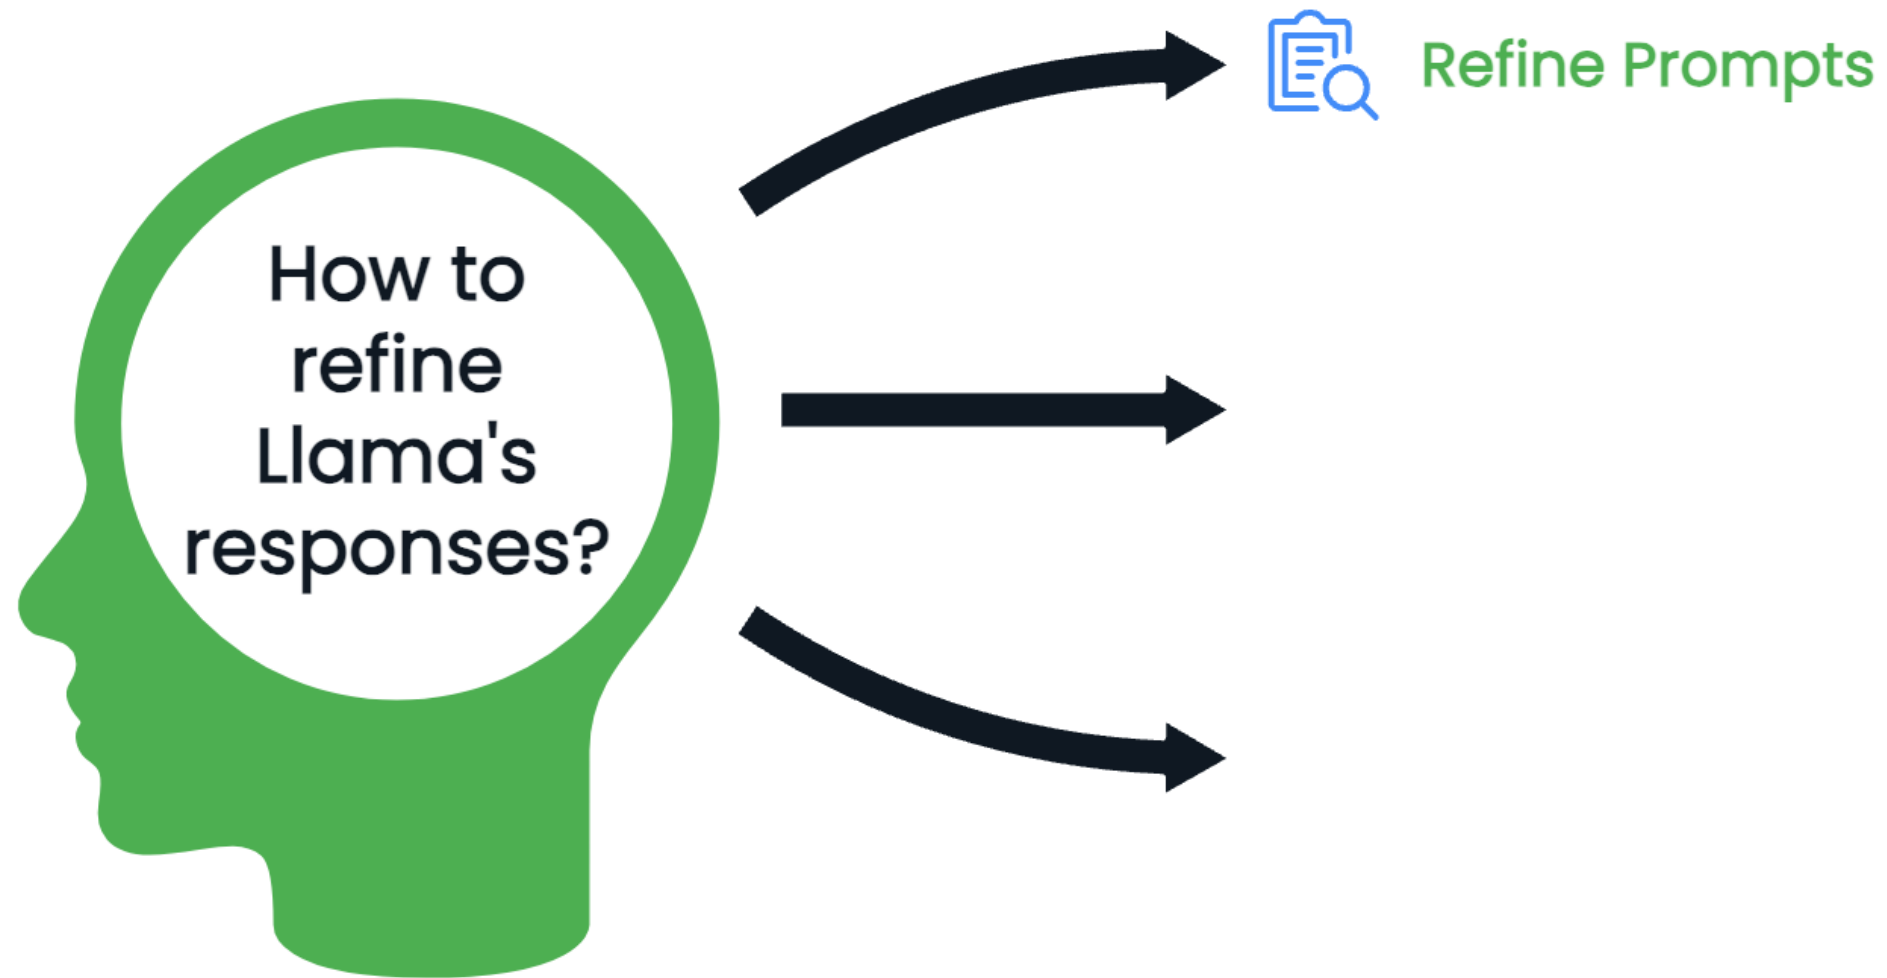 How to
refine
Llama's
responses?
Refine Prompts